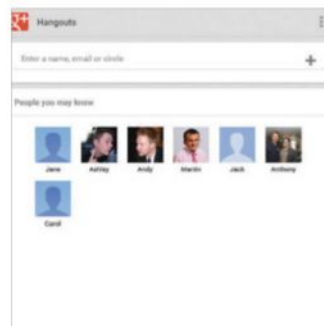 g+ Hangouts
Enter a name, email or circle
People you may know
Jane Ashley Andy Martin Jack Anthony
Carol